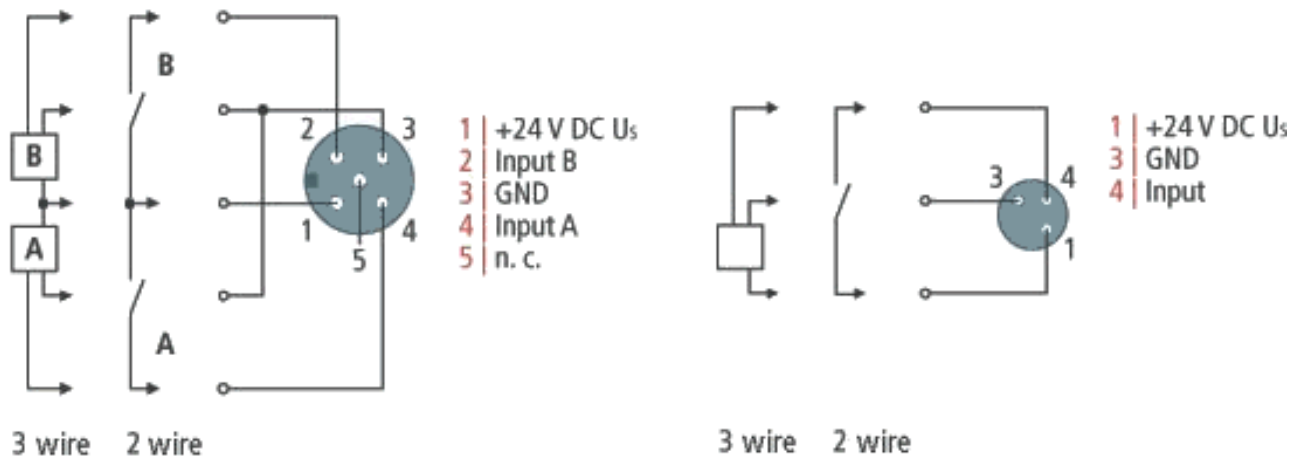 B
B
A
A
2
3
1
4
5
1 | +24 V DC Us
2 | Input B
3 | GND
4 | Input A
5 | n. c.
3 wire 2 wire
3
4
1
1 | +24 V DC Us
3 | GND
4 | Input
3 wire 2 wire